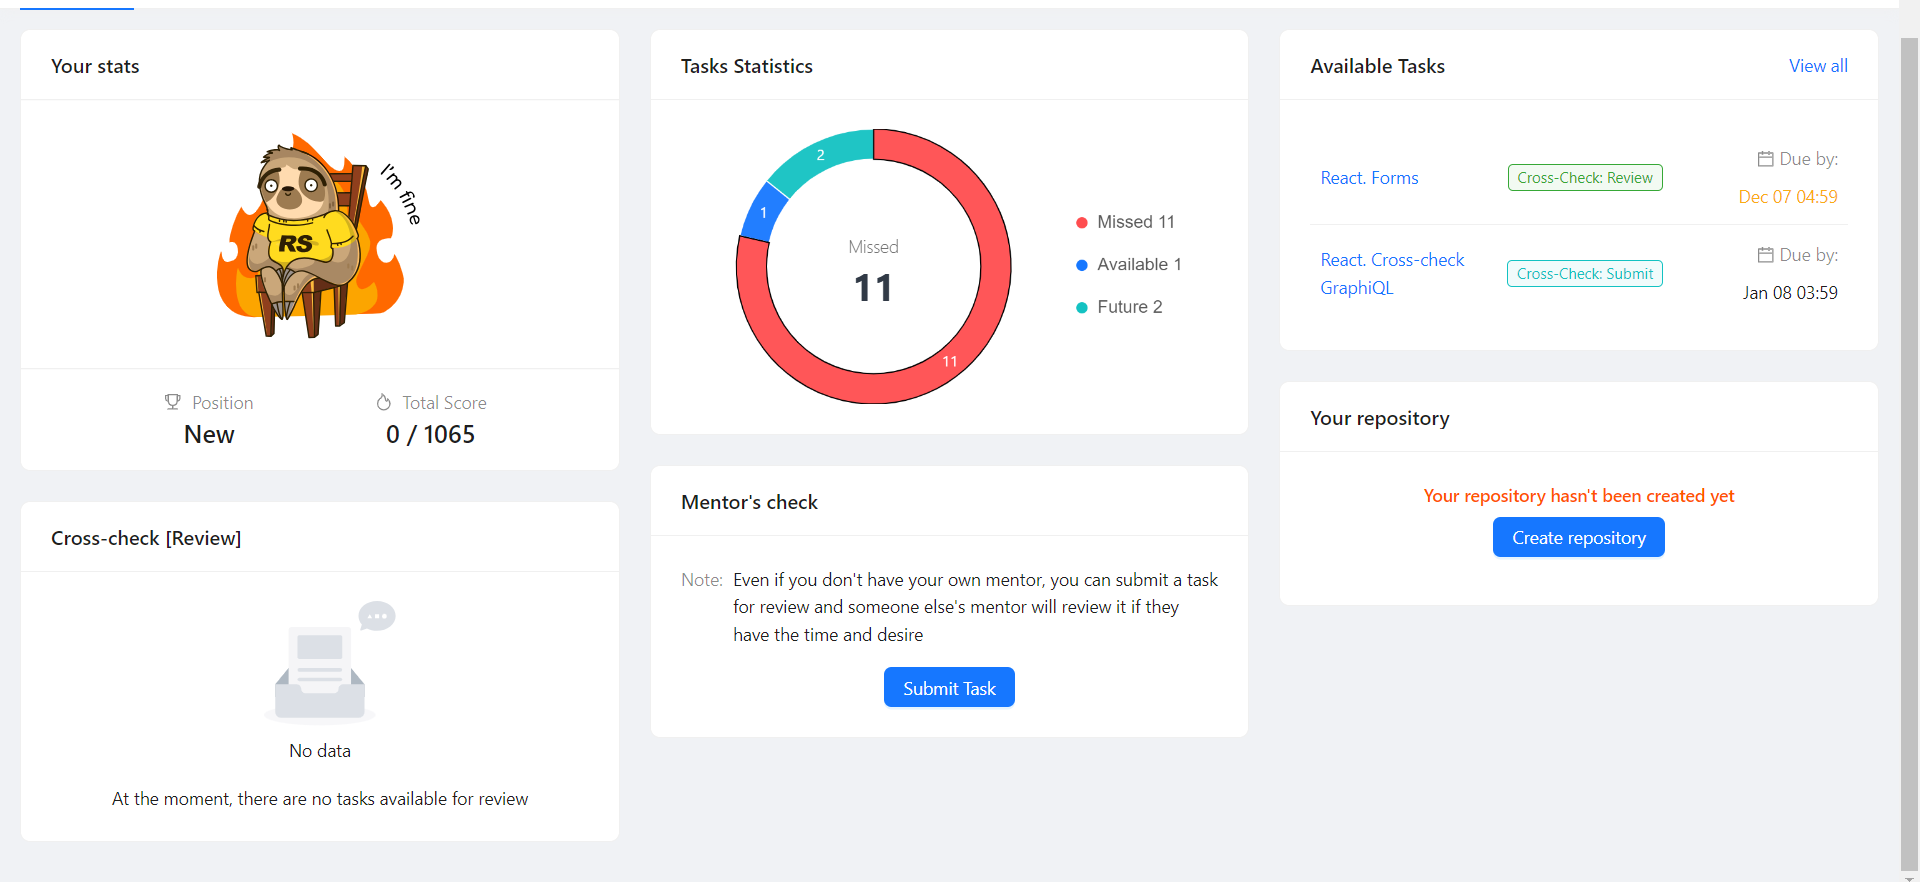 Your stats
I'm fine
RS
Position
New
Total Score
0 / 1065
Cross-check [Review]
No data
At the moment, there are no tasks available for review
Tasks Statistics
2
1
11
Missed
11
Missed 11
Available 1
Future 2
Mentor's check
Note: Even if you don't have your own mentor, you can submit a task
for review and someone else's mentor will review it if they
have the time and desire
Submit Task
Available Tasks
View all
React. Forms
Cross-Check: Review
Due by:
Dec 07 04:59
React. Cross-check
GraphiQL
Cross-Check: Submit
Due by:
Jan 08 03:59
Your repository
Your repository hasn't been created yet
Create repository